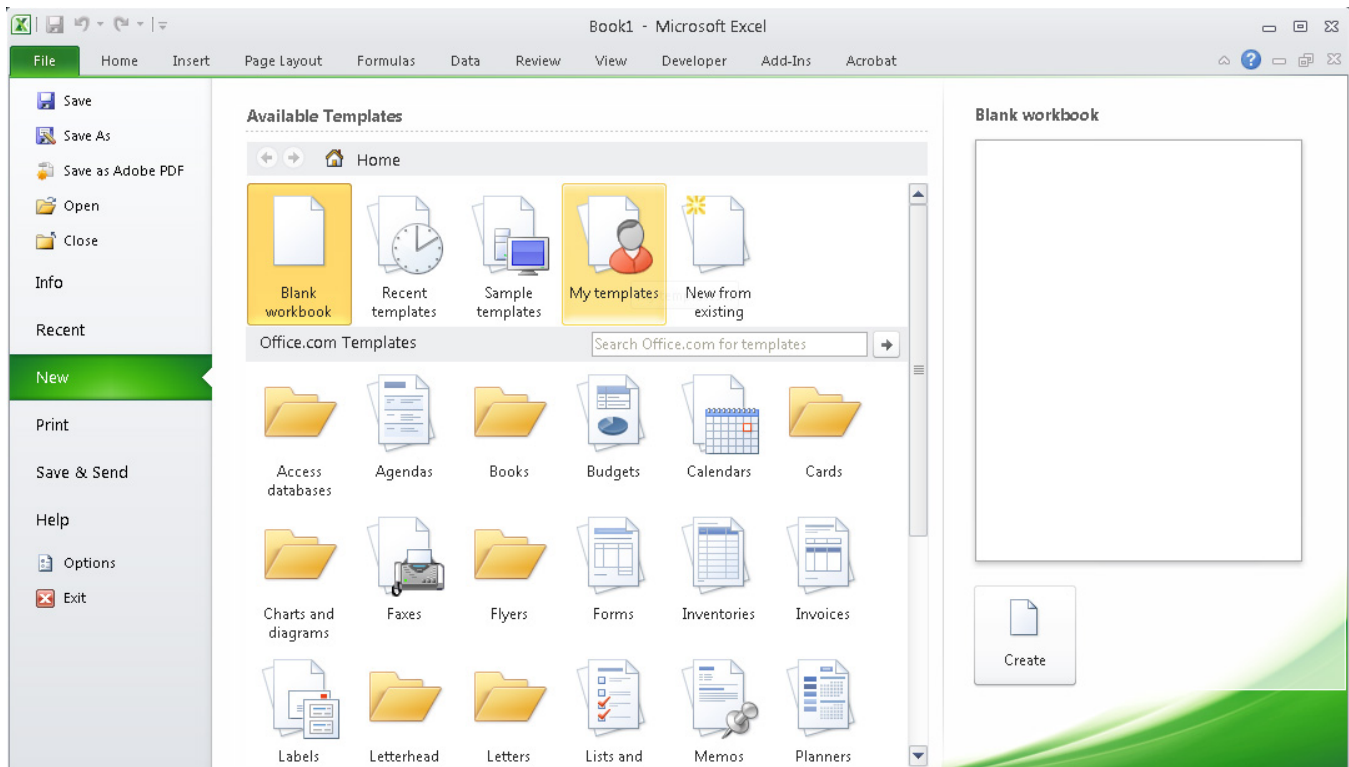 Book1 - Microsoft Excel
File Home Insert Page Layout Formulas Data Review View Developer Add-Ins Acrobat
Save
Save As
Save as Adobe PDF
Open
Close
Info
Recent
New
Print
Save & Send
Help
Options
Exit
Available Templates
Home
Blank
workbook
Recent
templates
Sample
templates
My templates
New from
existing
Office.com Templates
Search Office.com for templates
Access
databases
Agendas
Books
Budgets
Calendars
Cards
Charts and
diagrams
Faxes
Flyers
Forms
Inventories
Invoices
Labels
Letterhead
Letters
Lists and
Memos
Planners
Blank workbook
Create